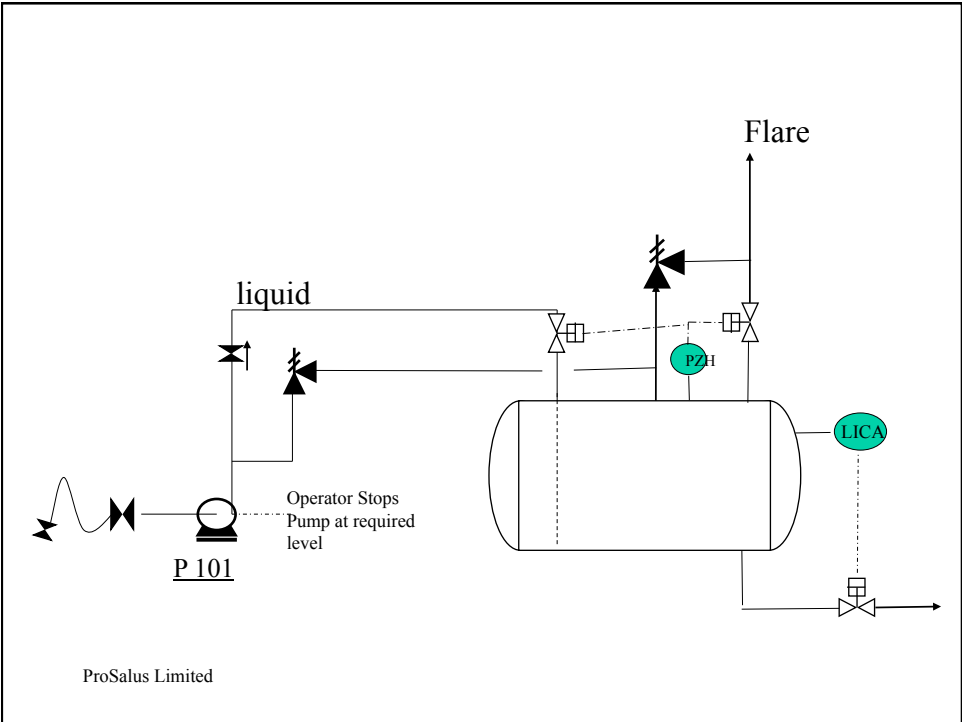 Flare
liquid
PZH
LICA
Operator Stops
Pump at required
level
P 101
ProSalus Limited